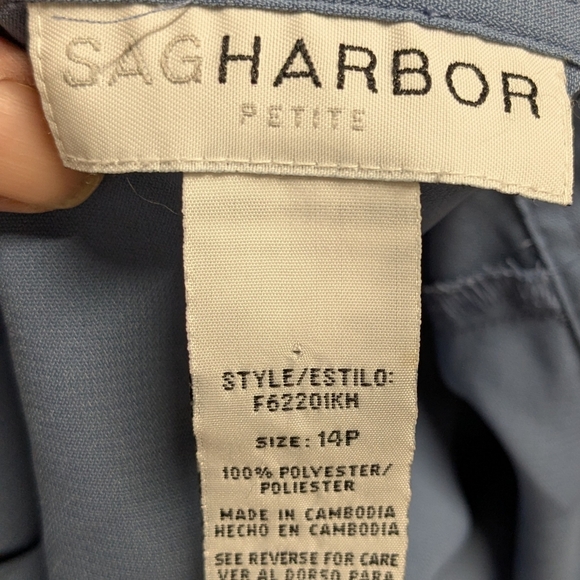 SAGHARBOR
PETITE
STYLE/ESTILO:
F62201KH
SIZE: 14P
100% POLYESTER/
POLIESTER
MADE IN CAMBODIA
HECHO EN CAMBODIA
SEE REVERSE FOR CARE
VER AL DORSO PARA